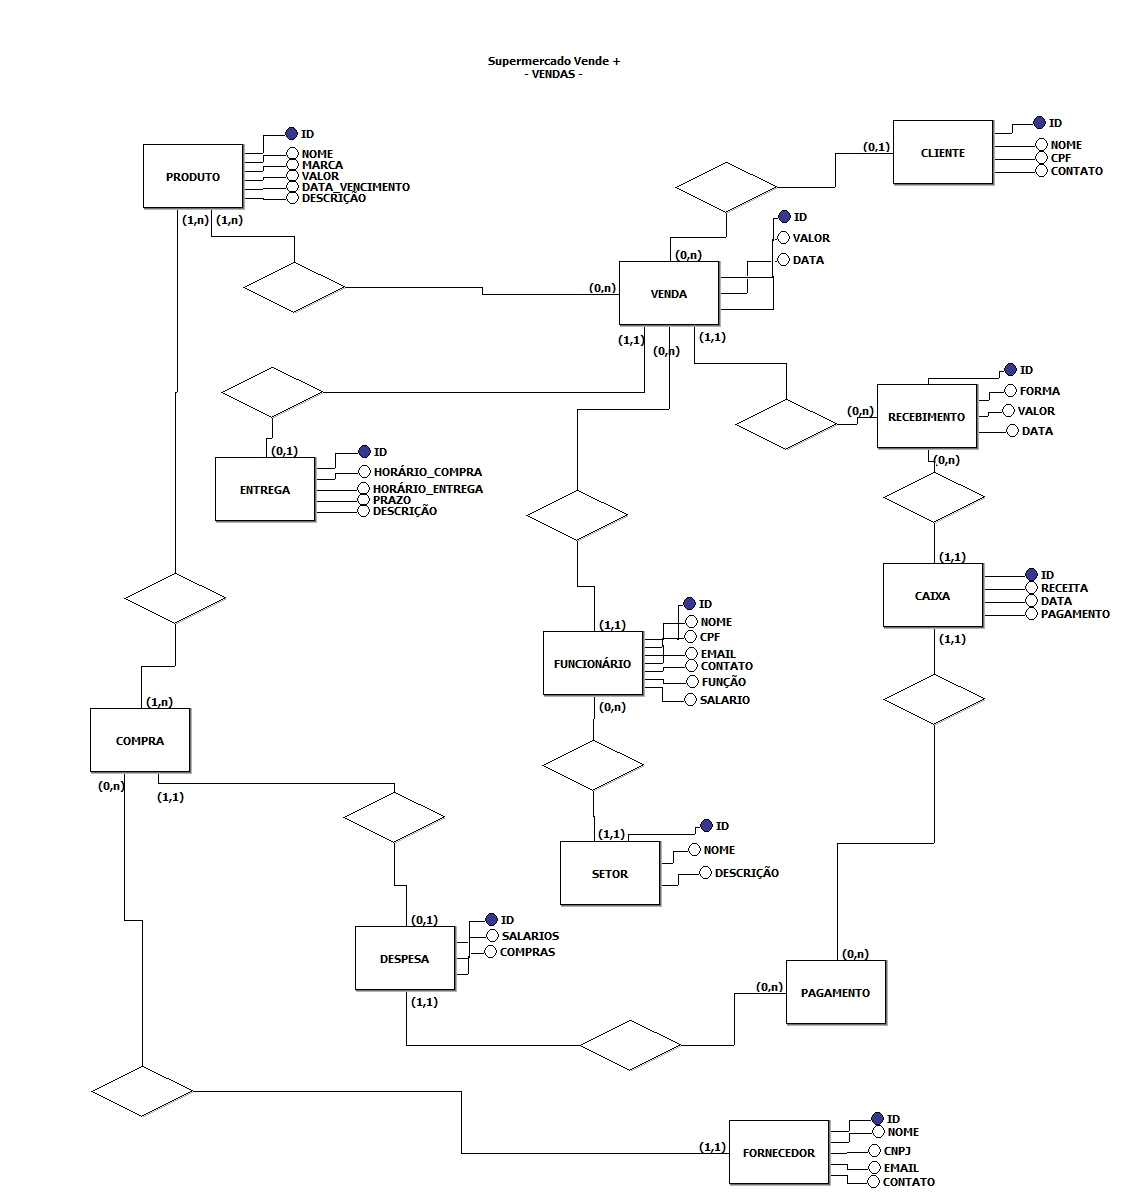 Supermercado Vende +
- VENDAS -
PRODUTO
ID
NOME
MARCA
VALOR
DATA_VENCIMENTO
DESCRIÇÃO
(1,n)
(1,n)
CLIENTE
(0,1)
ID
NOME
CPF
CONTATO
VENDA
(0,n)
(0,n)
ID
VALOR
DATA
(1,1)
(0,n)
(1,1)
RECEBIMENTO
(0,n)
ID
FORMA
VALOR
DATA
(0,n)
ENTREGA
(0,1)
ID
HORÁRIO_COMPRA
HORÁRIO_ENTREGA
PRAZO
DESCRIÇÃO
(1,1)
CAIXA
ID
RECEITA
DATA
PAGAMENTO
(1,1)
(1,1)
FUNCIONÁRIO
ID
NOME
CPF
EMAIL
CONTATO
FUNÇÃO
SALARIO
(0,n)
(1,n)
COMPRA
(0,n)
(1,1)
(1,1)
SETOR
ID
NOME
DESCRIÇÃO
(0,1)
DESPESA
ID
SALARIOS
COMPRAS
(1,1)
(0,n)
(0,n)
PAGAMENTO
(1,1)
FORNECEDOR
ID
NOME
CNPJ
EMAIL
CONTATO